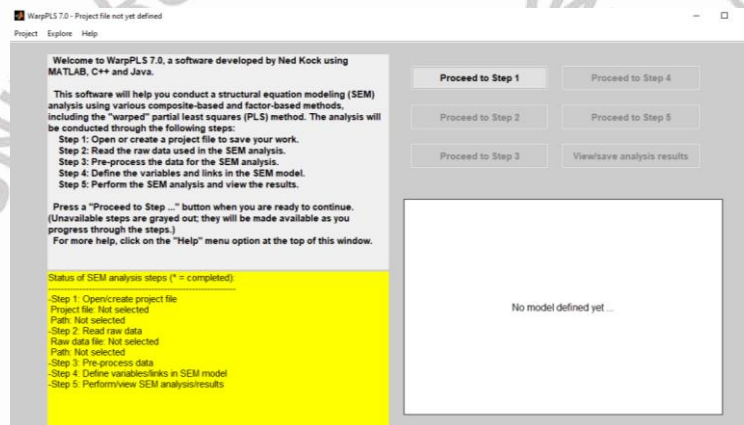 WarpPLS 7.0 - Project file not yet defined
Project Explore Help
Welcome to WarpPLS 7.0, a software developed by Ned Kock using
MATLAB, C++ and Java.
This software will help you conduct a structural equation modeling (SEM)
analysis using various composite-based and factor-based methods,
including the "warped" partial least squares (PLS) method. The analysis will
be conducted through the following steps:
Step 1: Open or create a project file to save your work.
Step 2: Read the raw data used in the SEM analysis.
Step 3: Pre-process the data for the SEM analysis.
Step 4: Define the variables and links in the SEM model.
Step 5: Perform the SEM analysis and view the results.
Press a "Proceed to Step ..." button when you are ready to continue.
(Unavailable steps are grayed out; they will be made available as you
progress through the steps.)
For more help, click on the "Help" menu option at the top of this window.
Status of SEM analysis steps (* = completed):
-Step 1: Open/create project file
Project file: Not selected
Path: Not selected
-Step 2: Read raw data
Raw data file: Not selected
Path: Not selected
-Step 3: Pre-process data
-Step 4: Define variables/links in SEM model
-Step 5: Perform/view SEM analysis/results
Proceed to Step 1
Proceed to Step 4
Proceed to Step 2
Proceed to Step 5
Proceed to Step 3
View/save analysis results
No model defined yet ...